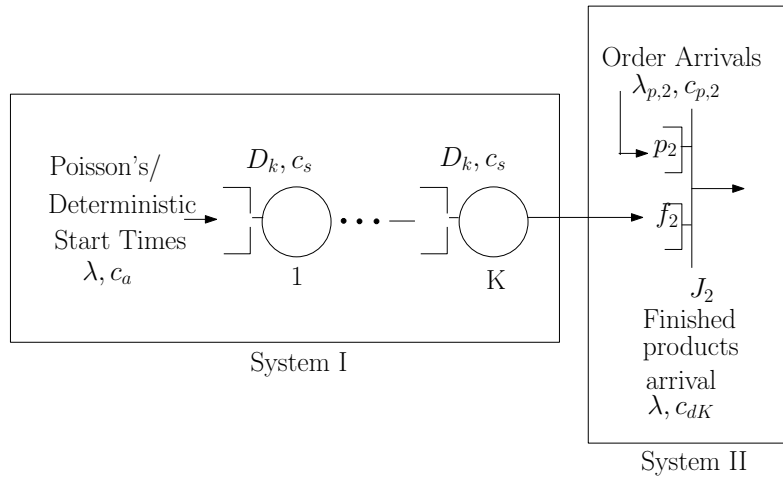 Poisson's/
Deterministic
Start Times
λ, c_a
D_k, c_s
1
D_k, c_s
K
System I
Order Arrivals
λ_{p,2}, c_{p,2}
p_2
f_2
J_2
Finished
products
arrival
λ, c_{dK}
System II